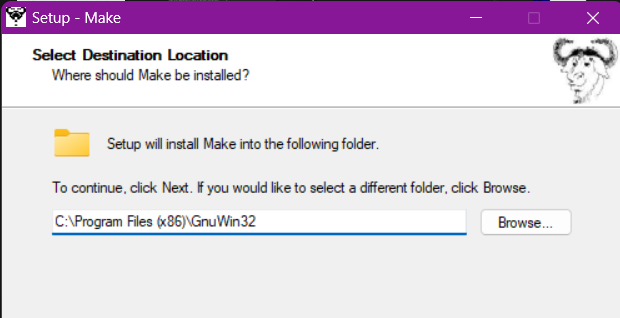 Setup - Make
Select Destination Location
Where should Make be installed?
Setup will install Make into the following folder.
To continue, click Next. If you would like to select a different folder, click Browse.
C:\Program Files (x86)\GnuWin32
Browse...